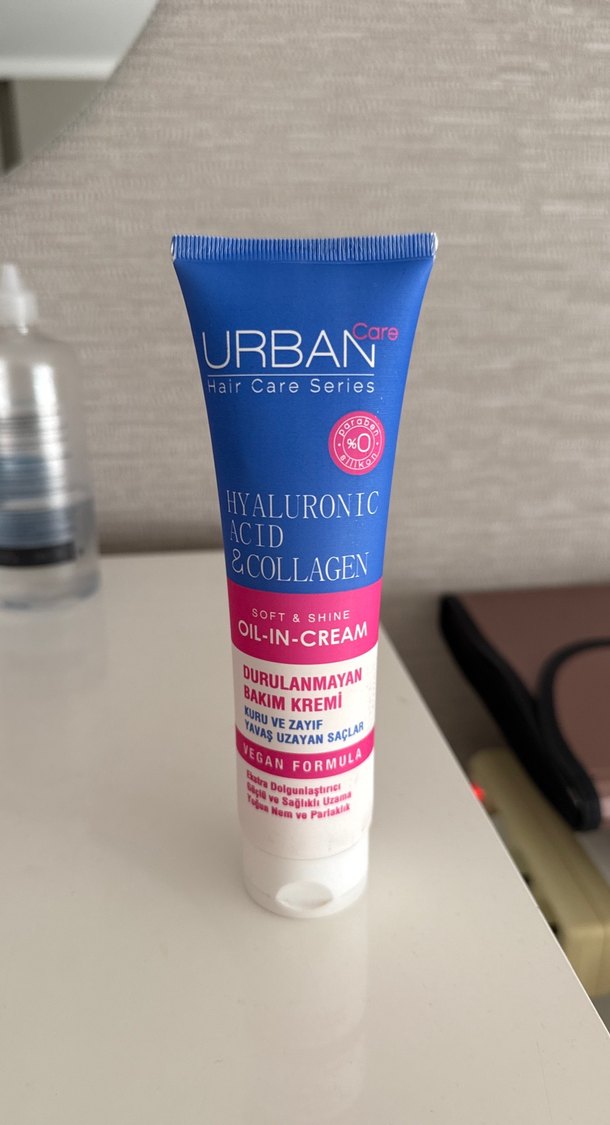 URBAN Care
Hair Care Series
paraben
%0
silikon
HYALURONIC
ACID
& COLLAGEN
SOFT & SHINE
OIL-IN-CREAM
DURULANMAYAN
BAKIM KREMİ
KURU VE ZAYIF
YAVAŞ UZAYAN SAÇLAR
VEGAN FORMULA
Ekstra Dolgunlaştırıcı
Güçlü ve Sağlıklı Uzama
Yoğun Nem ve Parlaklık